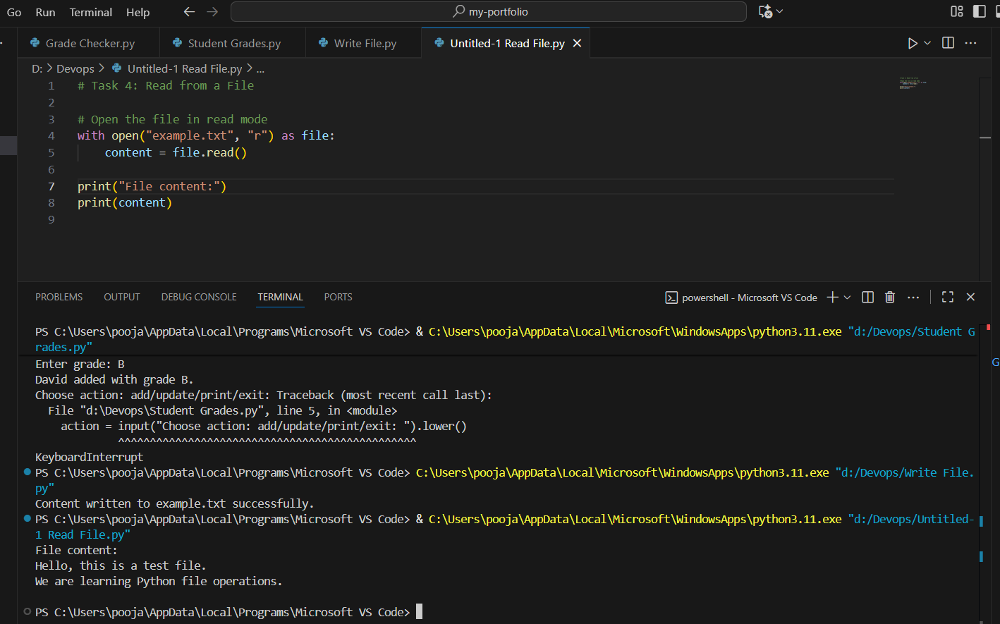 Go Run Terminal Help my-portfolio
Grade Checker.py Student Grades.py Write File.py Untitled-1 Read File.py
D: > Devops > Untitled-1 Read File.py > ...
1 # Task 4: Read from a File
2
3 # Open the file in read mode
4 with open("example.txt", "r") as file:
5     content = file.read()
6
7 print("File content:")
8 print(content)
9
PROBLEMS OUTPUT DEBUG CONSOLE TERMINAL PORTS powershell - Microsoft VS Code
PS C:\Users\pooja\AppData\Local\Programs\Microsoft VS Code> & C:\Users\pooja\AppData\Local\Microsoft\WindowsApps\python3.11.exe "d:/Devops/Student G
rades.py"
Enter grade: B
David added with grade B.
Choose action: add/update/print/exit: Traceback (most recent call last):
  File "d:\Devops\Student Grades.py", line 5, in <module>
    action = input("Choose action: add/update/print/exit: ").lower()
             ^^^^^^^^^^^^^^^^^^^^^^^^^^^^^^^^^^^^^^^^^^^^^^^
KeyboardInterrupt
PS C:\Users\pooja\AppData\Local\Programs\Microsoft VS Code> C:\Users\pooja\AppData\Local\Microsoft\WindowsApps\python3.11.exe "d:/Devops/Write File.
py"
Content written to example.txt successfully.
PS C:\Users\pooja\AppData\Local\Programs\Microsoft VS Code> & C:\Users\pooja\AppData\Local\Microsoft\WindowsApps\python3.11.exe "d:/Devops/Untitled-
1 Read File.py"
File content:
Hello, this is a test file.
We are learning Python file operations.
PS C:\Users\pooja\AppData\Local\Programs\Microsoft VS Code>
G